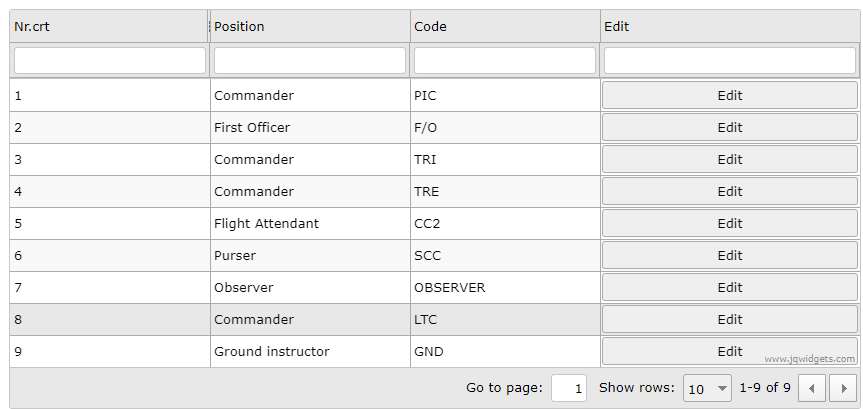 Nr.crt Position Code Edit
1 Commander PIC Edit
2 First Officer F/O Edit
3 Commander TRI Edit
4 Commander TRE Edit
5 Flight Attendant CC2 Edit
6 Purser SCC Edit
7 Observer OBSERVER Edit
8 Commander LTC Edit
9 Ground instructor GND Edit
www.jqwidgets.com
Go to page: 1 Show rows: 10 1-9 of 9